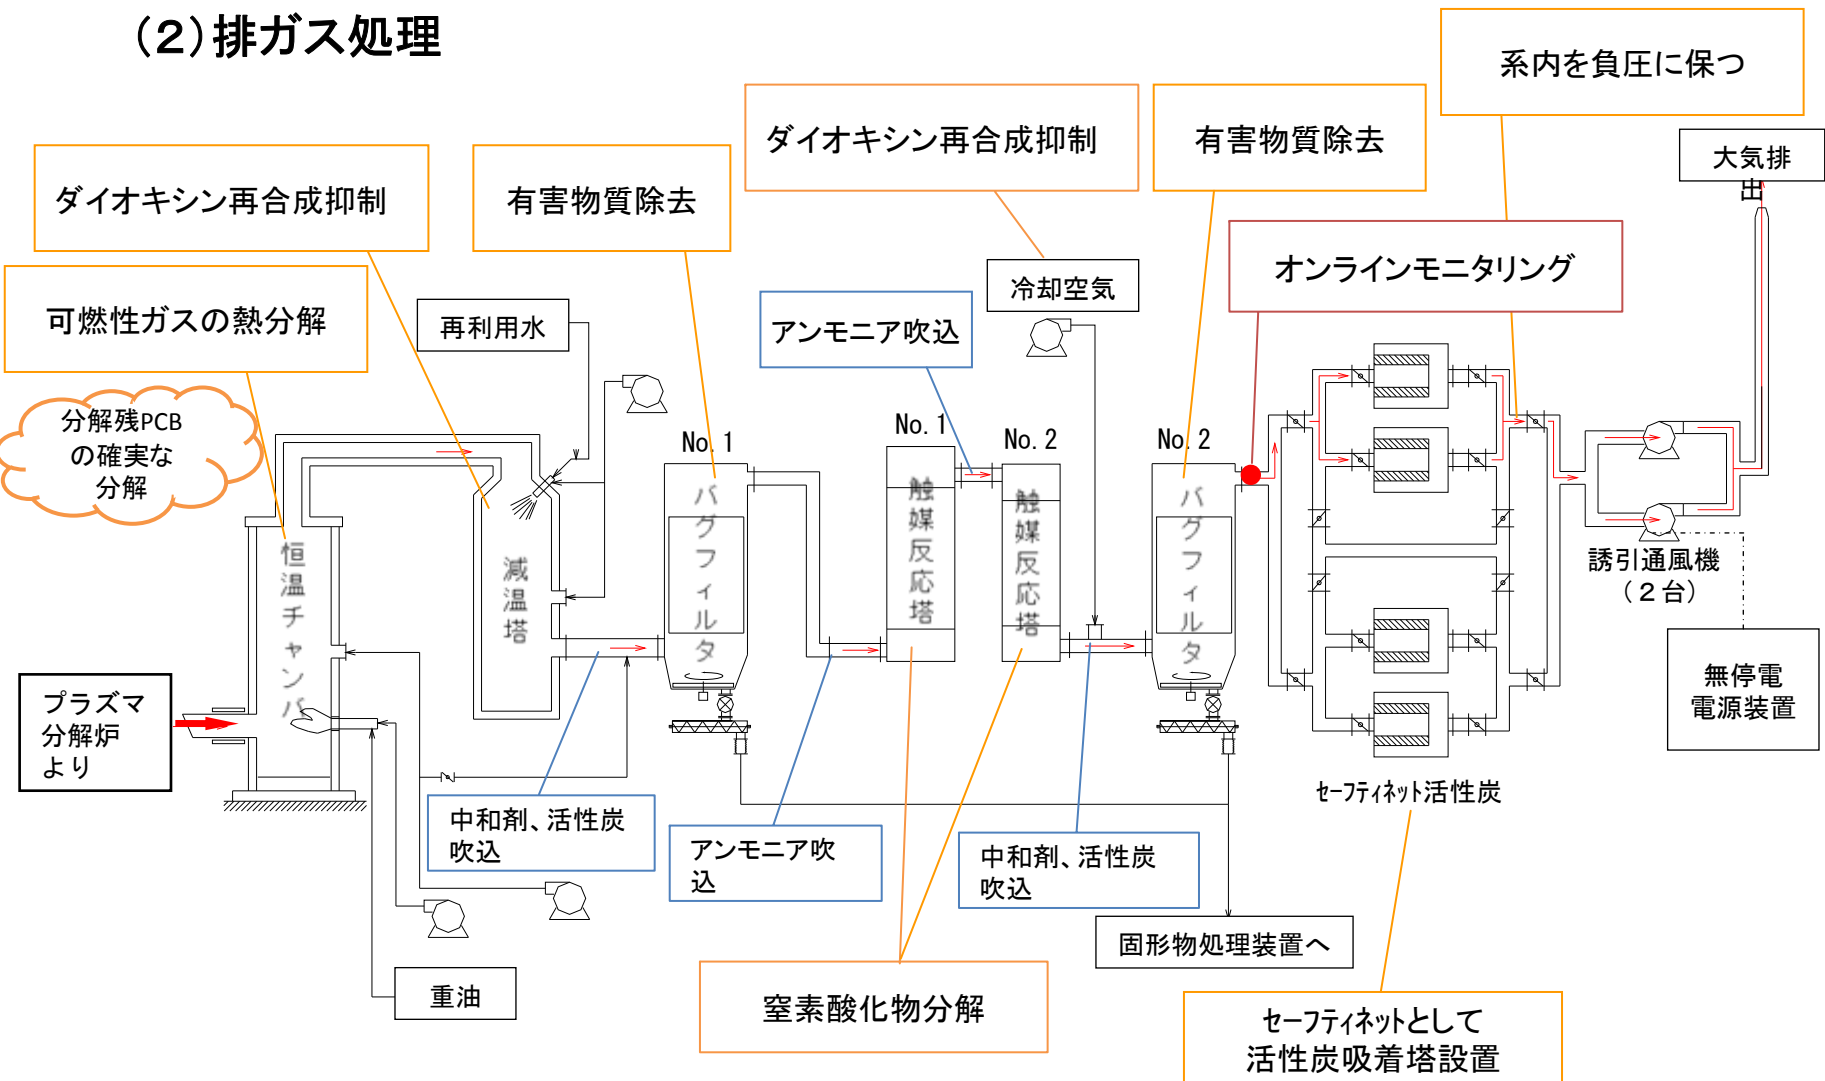 （２）排ガス処理
系内を負圧に保つ
ダイオキシン再合成抑制
有害物質除去
大気排
出
ダイオキシン再合成抑制
有害物質除去
オンラインモニタリング
冷却空気
可燃性ガスの熱分解
再利用水
アンモニア吹込
分解残PCB
の確実な
分解
No. 1
No. 1
No. 2
No. 2
恒温チャンバ
減温塔
バグフィルタ
触媒反応塔
触媒反応塔
バグフィルタ
誘引通風機
（２台）
プラズマ
分解炉
より
無停電
電源装置
セーフティネット活性炭
中和剤、活性炭
吹込
アンモニア吹
込
中和剤、活性炭
吹込
固形物処理装置へ
重油
窒素酸化物分解
セーフティネットとして
活性炭吸着塔設置